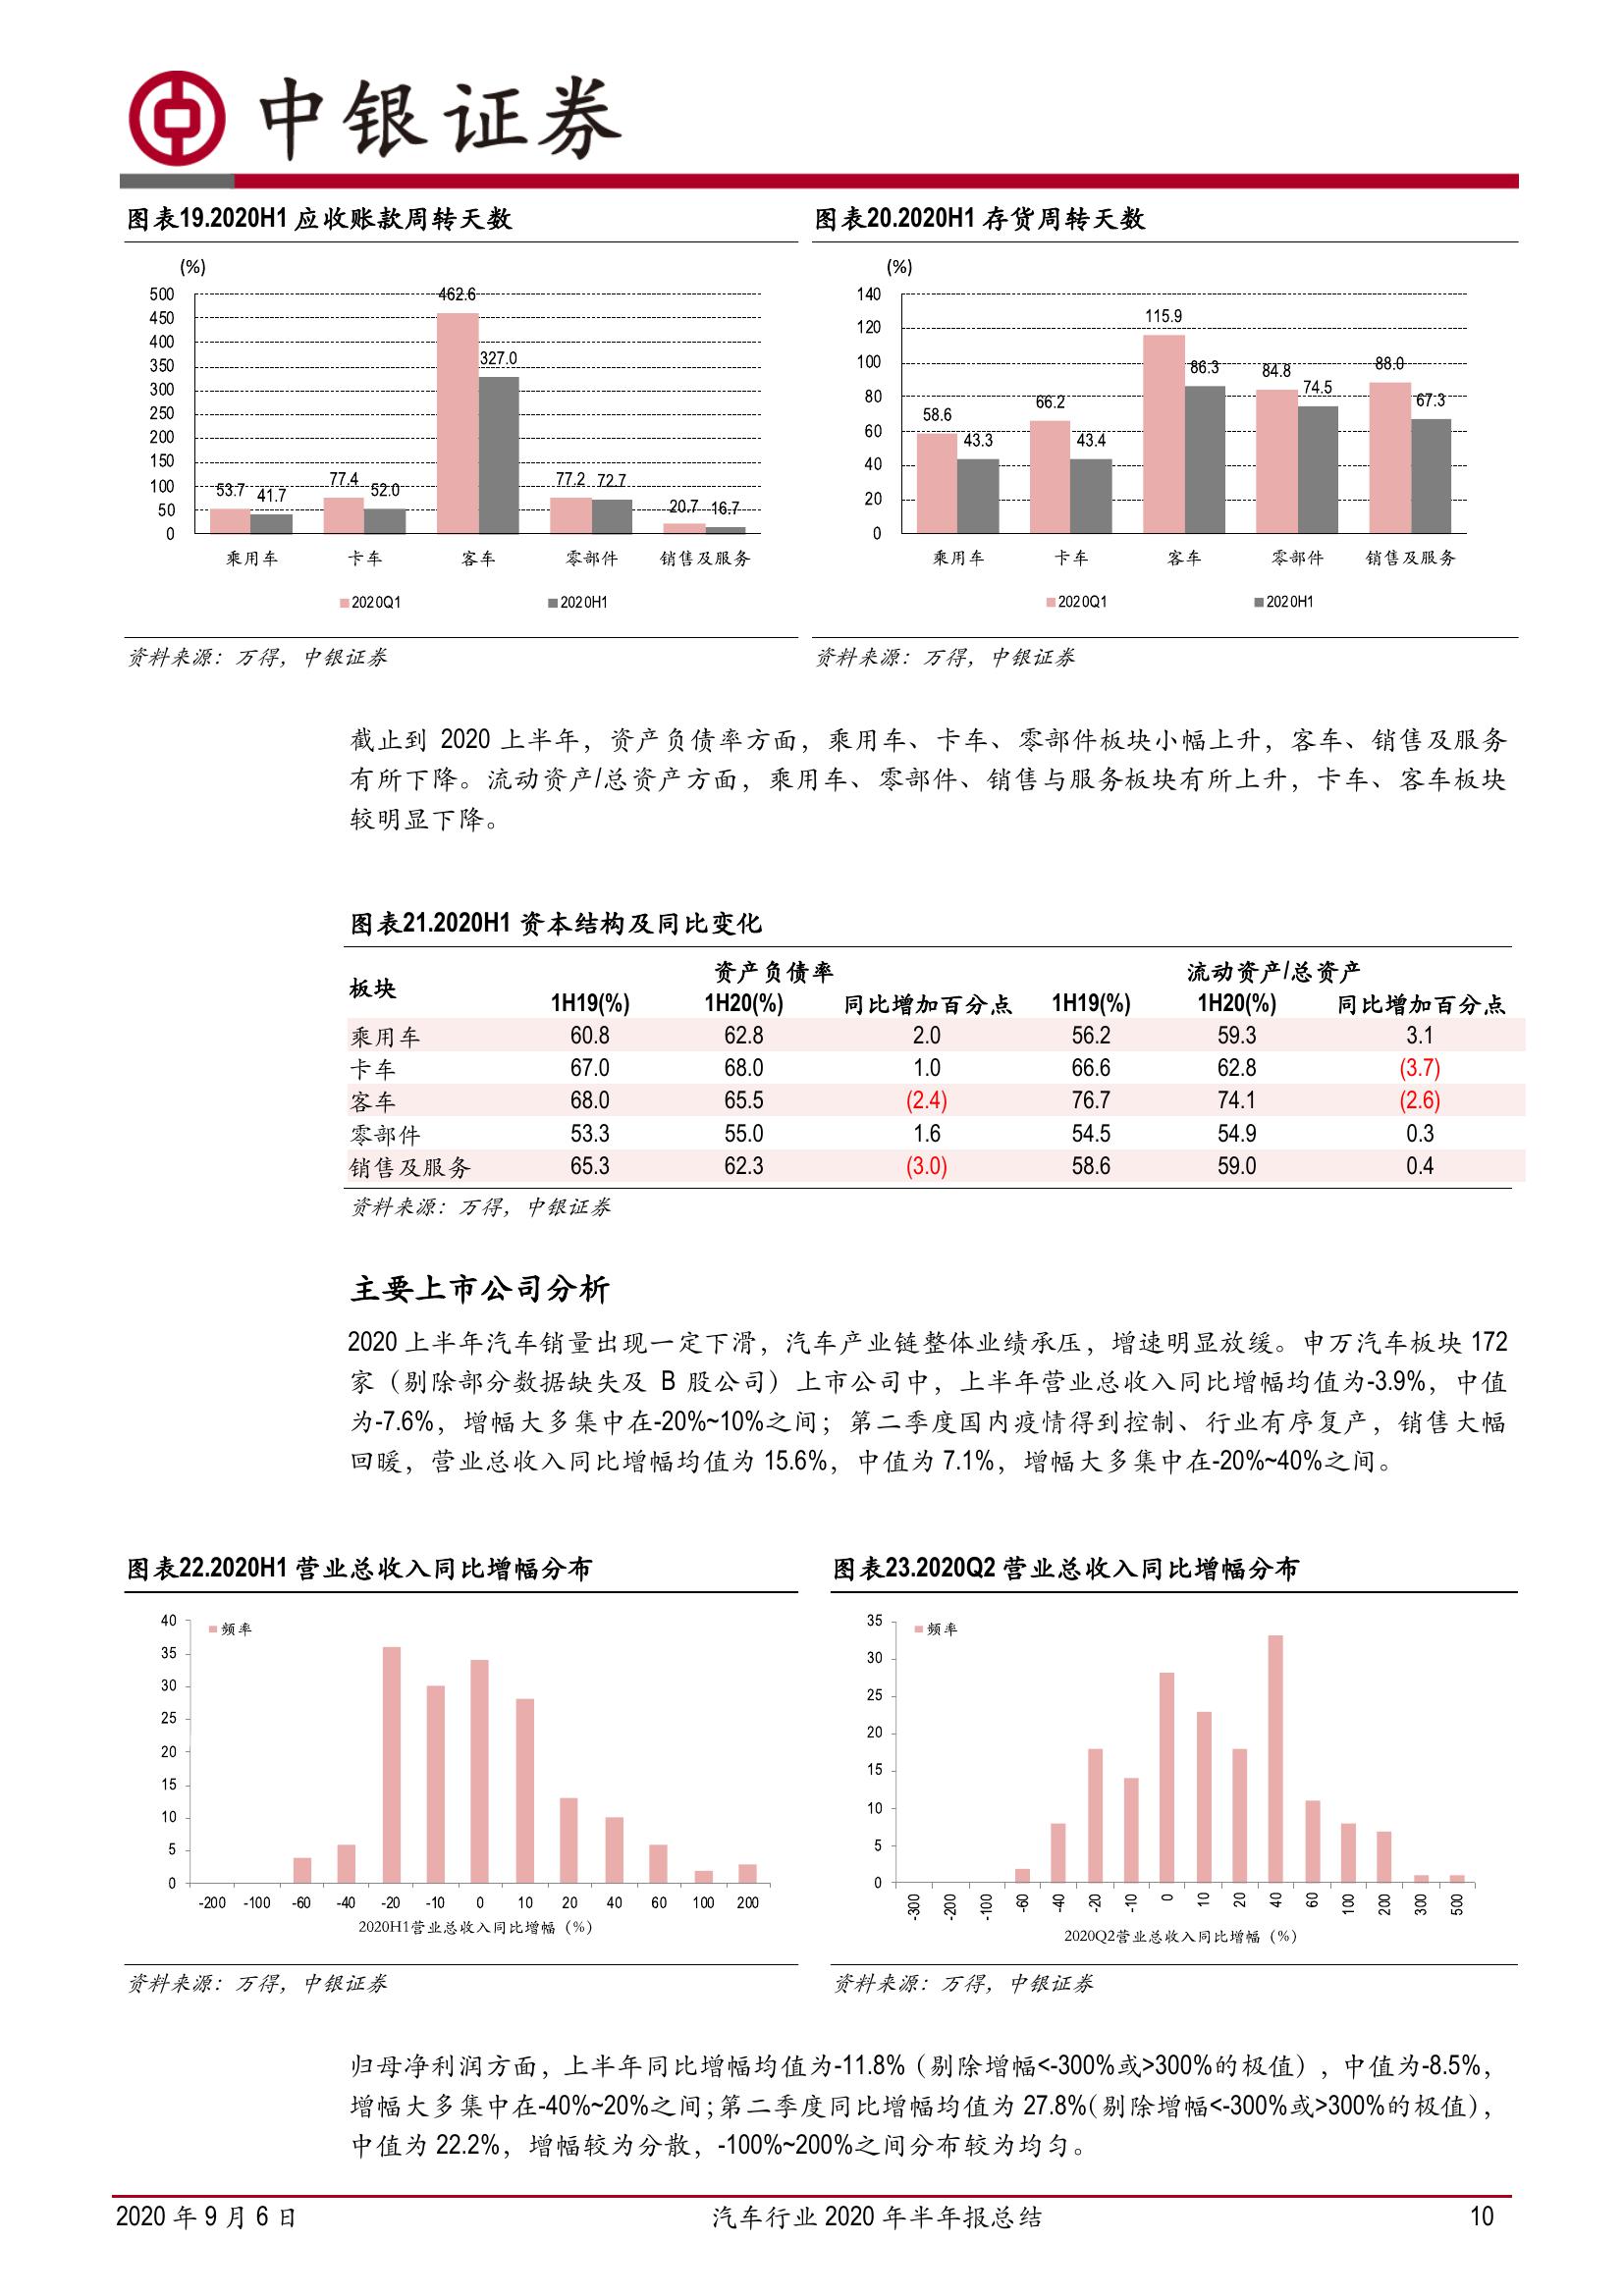 中银证券
图表19.2020H1 应收账款周转天数
(%)
500
450
400
350
300
250
200
150
100
50
0
53.7 41.7 77.4 52.0 462.6 327.0 77.2 72.7 20.7 16.7
乘用车 卡车 客车 零部件 销售及服务
2020Q1 2020H1
资料来源：万得，中银证券
图表20.2020H1 存货周转天数
(%)
140
120
100
80
60
40
20
0
58.6 43.3 66.2 43.4 115.9 86.3 84.8 74.5 88.0 67.3
乘用车 卡车 客车 零部件 销售及服务
2020Q1 2020H1
资料来源：万得，中银证券
截止到 2020 上半年，资产负债率方面，乘用车、卡车、零部件板块小幅上升，客车、销售及服务
有所下降。流动资产/总资产方面，乘用车、零部件、销售与服务板块有所上升，卡车、客车板块
较明显下降。
图表21.2020H1 资本结构及同比变化
板块 资产负债率 流动资产/总资产
1H19(%) 1H20(%) 同比增加百分点 1H19(%) 1H20(%) 同比增加百分点
乘用车 60.8 62.8 2.0 56.2 59.3 3.1
卡车 67.0 68.0 1.0 66.6 62.8 (3.7)
客车 68.0 65.5 (2.4) 76.7 74.1 (2.6)
零部件 53.3 55.0 1.6 54.5 54.9 0.3
销售及服务 65.3 62.3 (3.0) 58.6 59.0 0.4
资料来源：万得，中银证券
主要上市公司分析
2020 上半年汽车销量出现一定下滑，汽车产业链整体业绩承压，增速明显放缓。申万汽车板块 172
家（剔除部分数据缺失及 B 股公司）上市公司中，上半年营业总收入同比增幅均值为-3.9%，中值
为-7.6%，增幅大多集中在-20%~10%之间；第二季度国内疫情得到控制、行业有序复产，销售大幅
回暖，营业总收入同比增幅均值为 15.6%，中值为 7.1%，增幅大多集中在-20%~40%之间。
图表22.2020H1 营业总收入同比增幅分布
频率
40
35
30
25
20
15
10
5
0
-200 -100 -60 -40 -20 -10 0 10 20 40 60 100 200
2020H1营业总收入同比增幅（%）
资料来源：万得，中银证券
图表23.2020Q2 营业总收入同比增幅分布
频率
35
30
25
20
15
10
5
0
-300 -200 -100 -60 -40 -20 -10 0 10 20 40 60 100 200 300 500
2020Q2营业总收入同比增幅（%）
资料来源：万得，中银证券
归母净利润方面，上半年同比增幅均值为-11.8%（剔除增幅<-300%或>300%的极值），中值为-8.5%，
增幅大多集中在-40%~20%之间；第二季度同比增幅均值为 27.8%（剔除增幅<-300%或>300%的极值），
中值为 22.2%，增幅较为分散，-100%~200%之间分布较为均匀。
2020 年 9 月 6 日 汽车行业 2020 年半年报总结 10